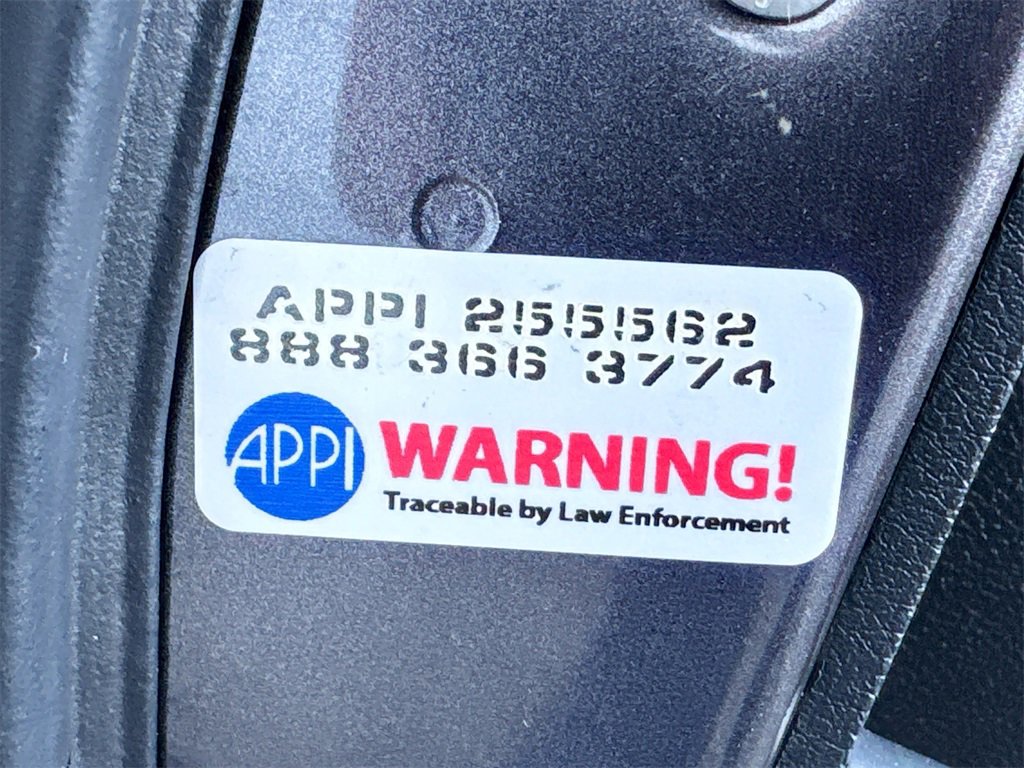 APPI 255562
888 366 3774
APPI
WARNING!
Traceable by Law Enforcement